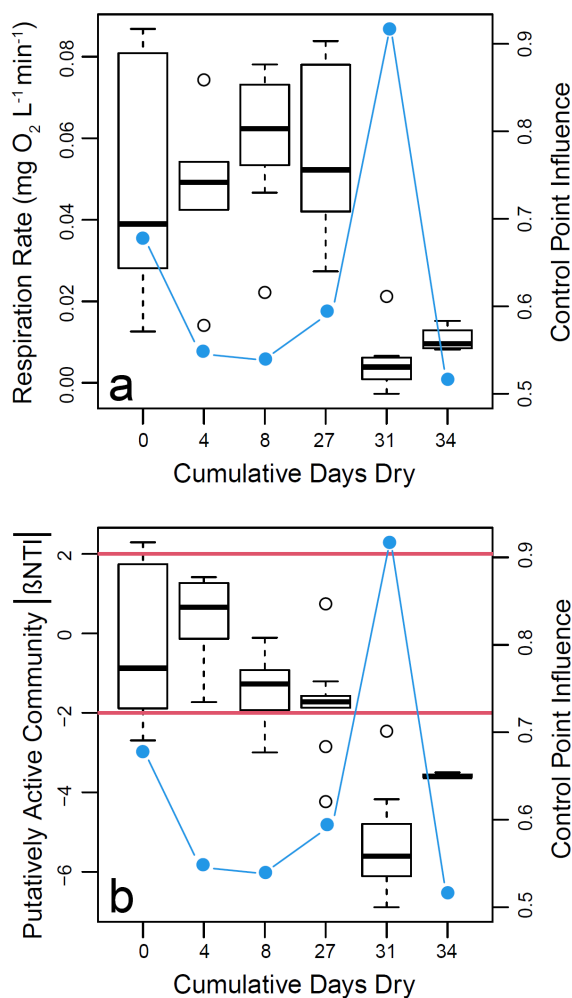 Respiration Rate (mg O₂ L⁻¹ min⁻¹)
0.08
0.06
0.04
0.02
0.00
0.9
0.8
0.7
0.6
0.5
Control Point Influence
a
0 4 8 27 31 34
Cumulative Days Dry
Putatively Active Community |ßNTI|
2
0
−2
−4
−6
0.9
0.8
0.7
0.6
0.5
Control Point Influence
b
0 4 8 27 31 34
Cumulative Days Dry